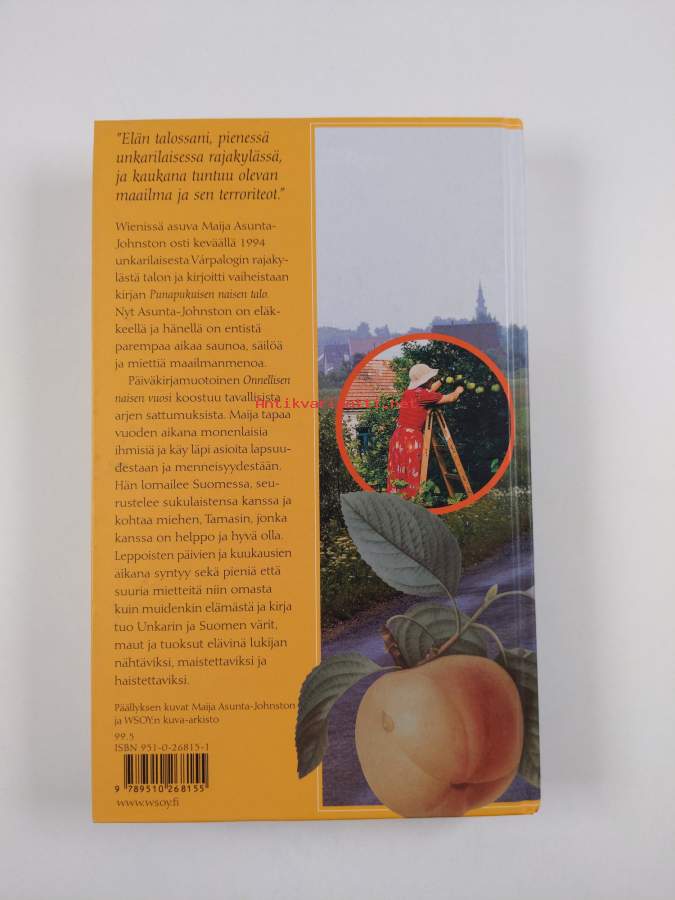 "Elän talossani, pienessä
unkarilaisessa rajakylässä,
ja kaukana tuntuu olevan
maailma ja sen terroriteot."
Wienissä asuva Maija Asunta-
Johnston osti keväällä 1994
unkarilaisesta Várpalogin rajaky-
lästä talon ja kirjoitti vaiheistaan
kirjan Punapukuisen naisen talo.
Nyt Asunta-Johnston on eläk-
keellä ja hänellä on entistä
parempaa aikaa saunoa, säilöä
ja miettiä maailmanmenoa.
Päiväkirjamuotoinen Onnellisen
naisen vuosi koostuu tavallisista
arjen sattumuksista. Maija tapaa
vuoden aikana monenlaisia
ihmisiä ja käy läpi asioita lapsuu-
destaan ja menneisyydestään.
Hän lomailee Suomessa, seu-
rustelee sukulaistensa kanssa ja
kohtaa miehen, Tamasin, jonka
kanssa on helppo ja hyvä olla.
Leppoisten päivien ja kuukausien
aikana syntyy sekä pieniä että
suuria mietteitä niin omasta
kuin muidenkin elämästä ja kirja
tuo Unkarin ja Suomen värit,
maut ja tuoksut elävinä lukijan
nähtäviksi, maistettaviksi ja
haistettaviksi.
Päällyksen kuvat Maija Asunta-Johnston
ja WSOY:n kuva-arkisto
99.5
ISBN 951-0-26815-1
9 789510 268155
www.wsoy.fi
Antikvariaatti.net